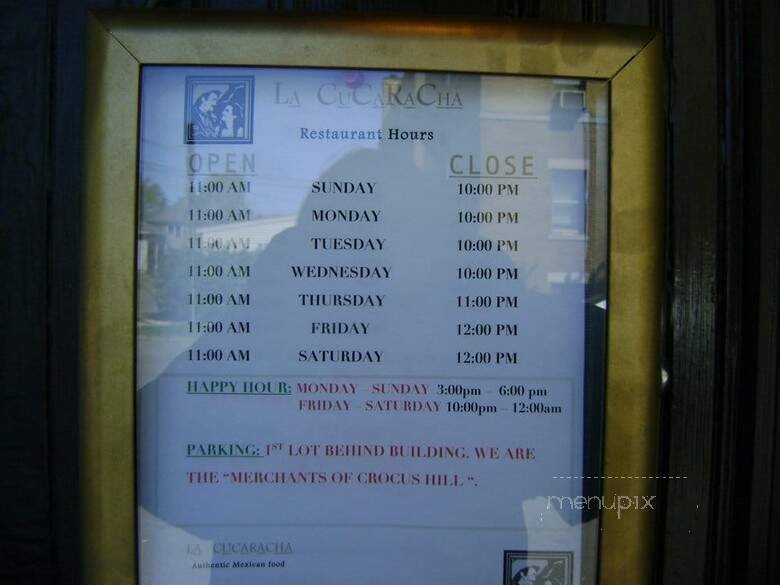 LA CUCARACHA
Restaurant Hours
OPEN CLOSE
11:00 AM SUNDAY 10:00 PM
11:00 AM MONDAY 10:00 PM
11:00 AM TUESDAY 10:00 PM
11:00 AM WEDNESDAY 10:00 PM
11:00 AM THURSDAY 11:00 PM
11:00 AM FRIDAY 12:00 PM
11:00 AM SATURDAY 12:00 PM
HAPPY HOUR: MONDAY – SUNDAY 3:00pm – 6:00 pm
FRIDAY – SATURDAY 10:00pm – 12:00am
PARKING: 1ST LOT BEHIND BUILDING. WE ARE
THE “MERCHANTS OF CROCUS HILL “.
menupix
LA CUCARACHA
Authentic Mexican food